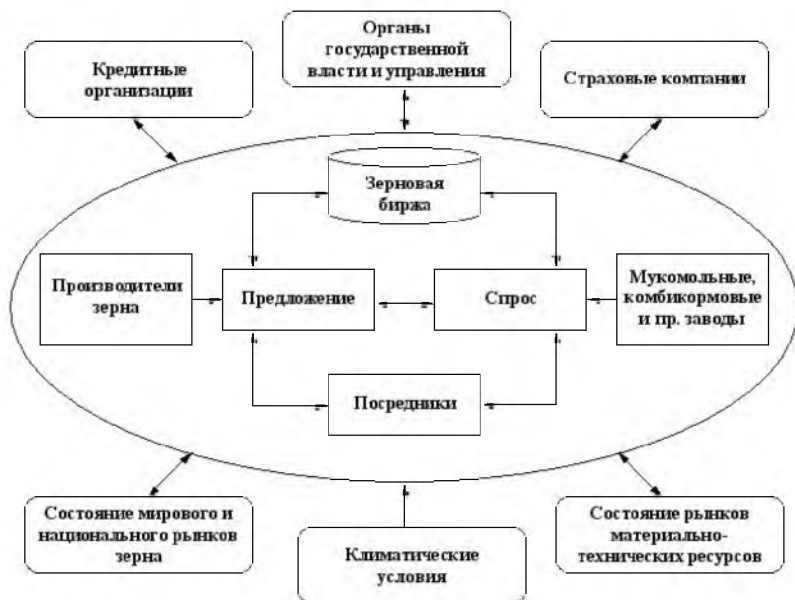 Органы
государственной
власти и управления
Кредитные
организации
Страховые компании
Зерновая
биржа
Производители
зерна
Предложение
Спрос
Мукомольные,
комбикормовые
и пр. заводы
Посредники
Состояние мирового и
национального рынков
зерна
Климатические
условия
Состояние рынков
материально-
технических ресурсов